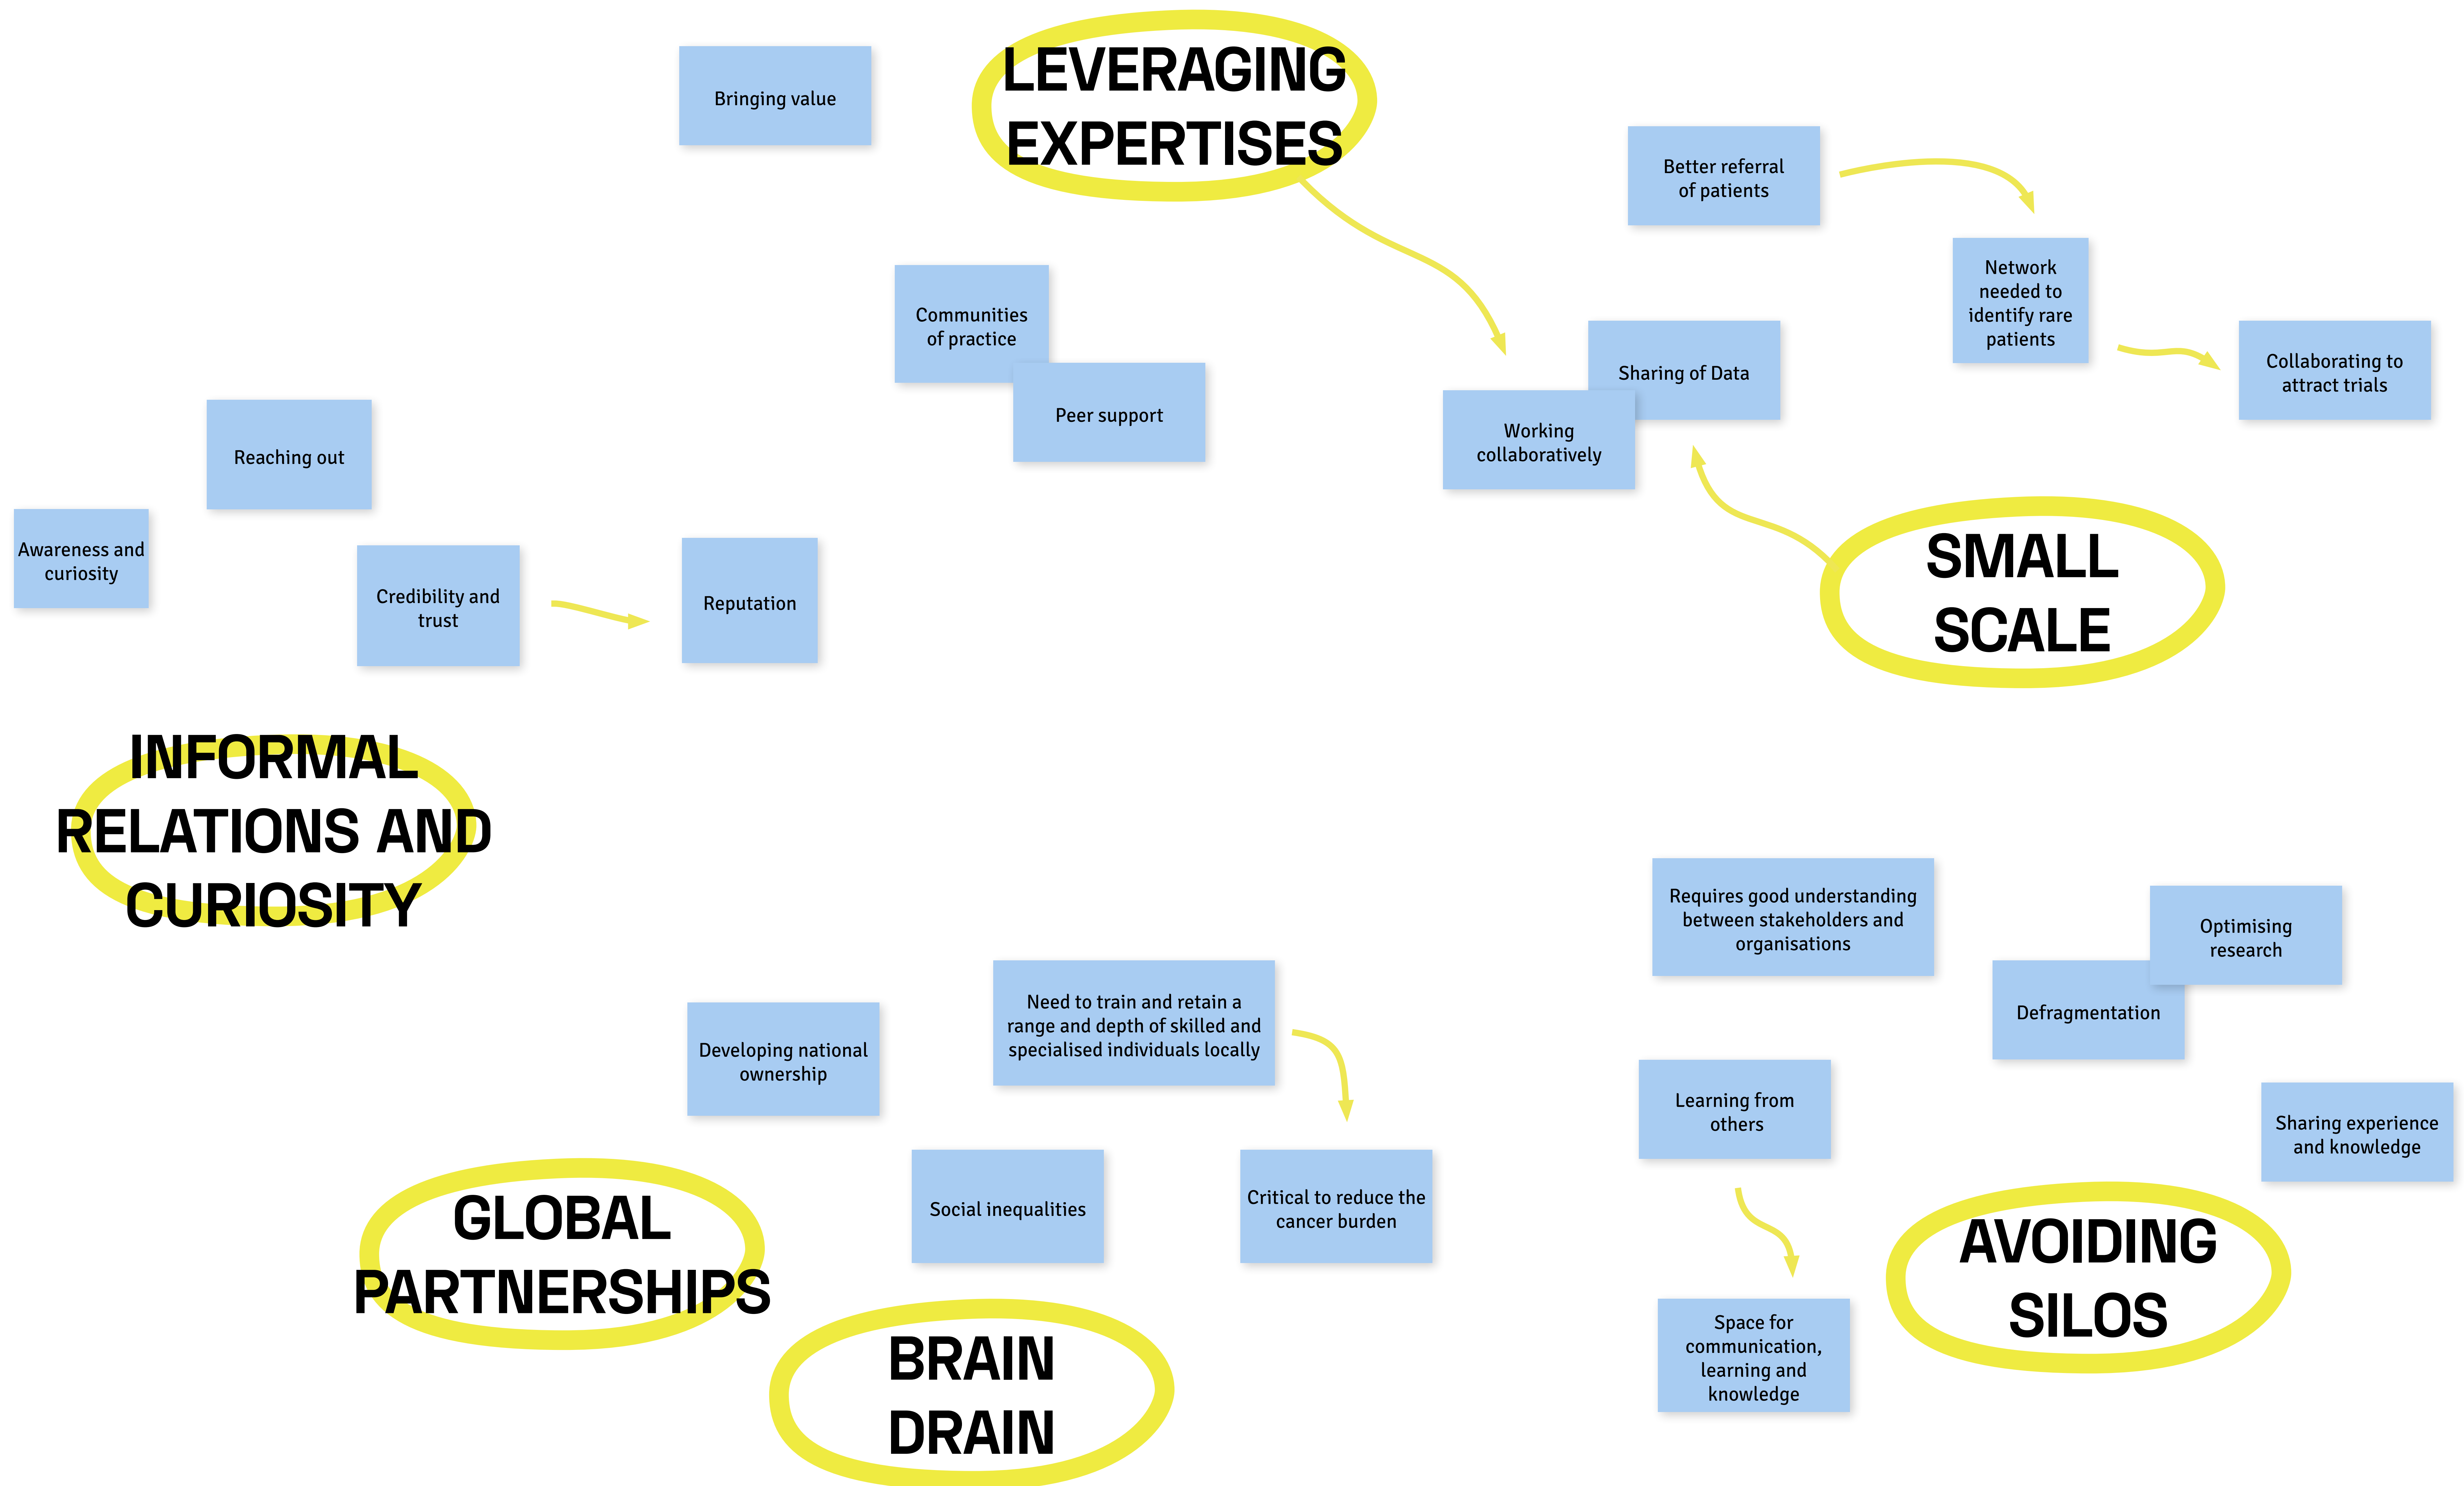 LEVERAGING
EXPERTISES
Bringing value
Better referral
of patients
Network
needed to
identify rare
patients
Communities
of practice
Peer support
Sharing of Data
Working
collaboratively
Collaborating to
attract trials
Reaching out
Awareness and
curiosity
Credibility and
trust
Reputation
SMALL
SCALE
INFORMAL
RELATIONS AND
CURIOSITY
Requires good understanding
between stakeholders and
organisations
Optimising
research
Defragmentation
Need to train and retain a
range and depth of skilled and
specialised individuals locally
Developing national
ownership
Learning from
others
Sharing experience
and knowledge
Social inequalities
Critical to reduce the
cancer burden
GLOBAL
PARTNERSHIPS
AVOIDING
SILOS
Space for
communication,
learning and
knowledge
BRAIN
DRAIN